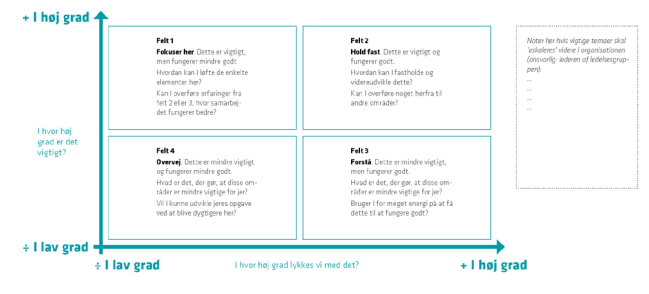 + I høj grad
Felt 1
Fokuser her. Dette er vigtigt,
men fungerer mindre godt.
Hvordan kan I løfte de enkelte
elementer her?
Kan I overføre erfaringer fra
felt 2 eller 3, hvor samarbej-
det fungerer bedre?
Felt 2
Hold fast. Dette er vigtigt og
fungerer godt.
Hvordan kan I fastholde og
videreudvikle dette?
Kan I overføre noget herfra til
andre områder?
Noter her hvis vigtige temaer skal
'eskaleres' videre i organisationen
(ansvarlig: lederen af ledelsesgrup-
pen):
...
...
...
...
I hvor høj
grad er det
vigtigt?
Felt 4
Overvej. Dette er mindre vigtigt
og fungerer mindre godt.
Hvad er det, der gør, at disse om-
råder er mindre vigtige for jer?
Vil I kunne udvikle jeres opgave
ved at blive dygtigere her?
Felt 3
Forstå. Dette er mindre vigtigt,
men fungerer godt.
Hvad er det, der gør, at disse om-
råder er mindre vigtige for jer?
Bruger I for meget energi på at få
dette til at fungere godt?
÷ I lav grad
÷ I lav grad
I hvor høj grad lykkes vi med det?
+ I høj grad